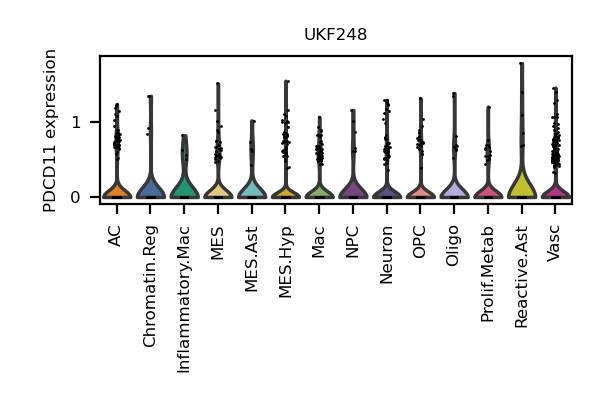 UKF248
PDCD11 expression
1
0
AC
Chromatin.Reg
Inflammatory.Mac
MES
MES.Ast
MES.Hyp
Mac
NPC
Neuron
OPC
Oligo
Prolif.Metab
Reactive.Ast
Vasc